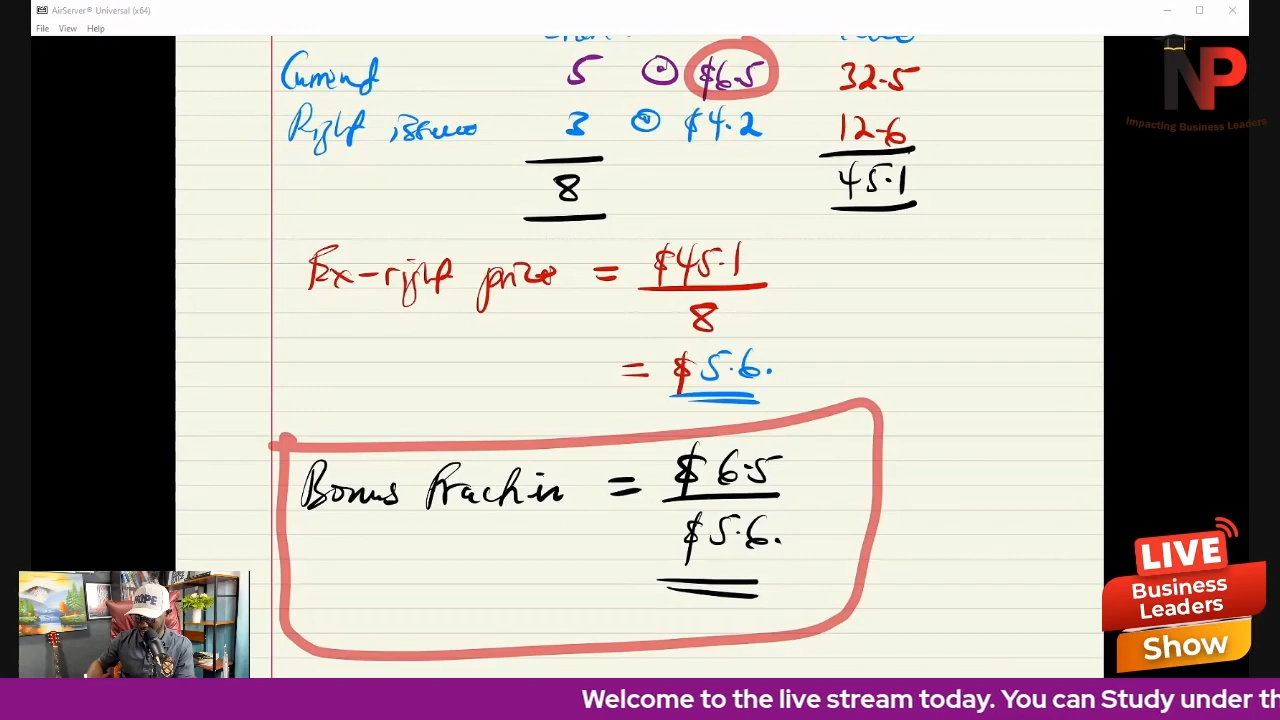 AirServer® Universal (x64)
File View Help
Current 5 $6.5 32.5
Right issue 3 $4.2 12.6
8 45.1
Ex-right price = $45.1
8
= $5.6.
Bonus fraction = $6.5
$5.6.
NP
Impacting Business Leaders
HOPE
LIVE
Business
Leaders
Show
Welcome to the live stream today. You can Study under th